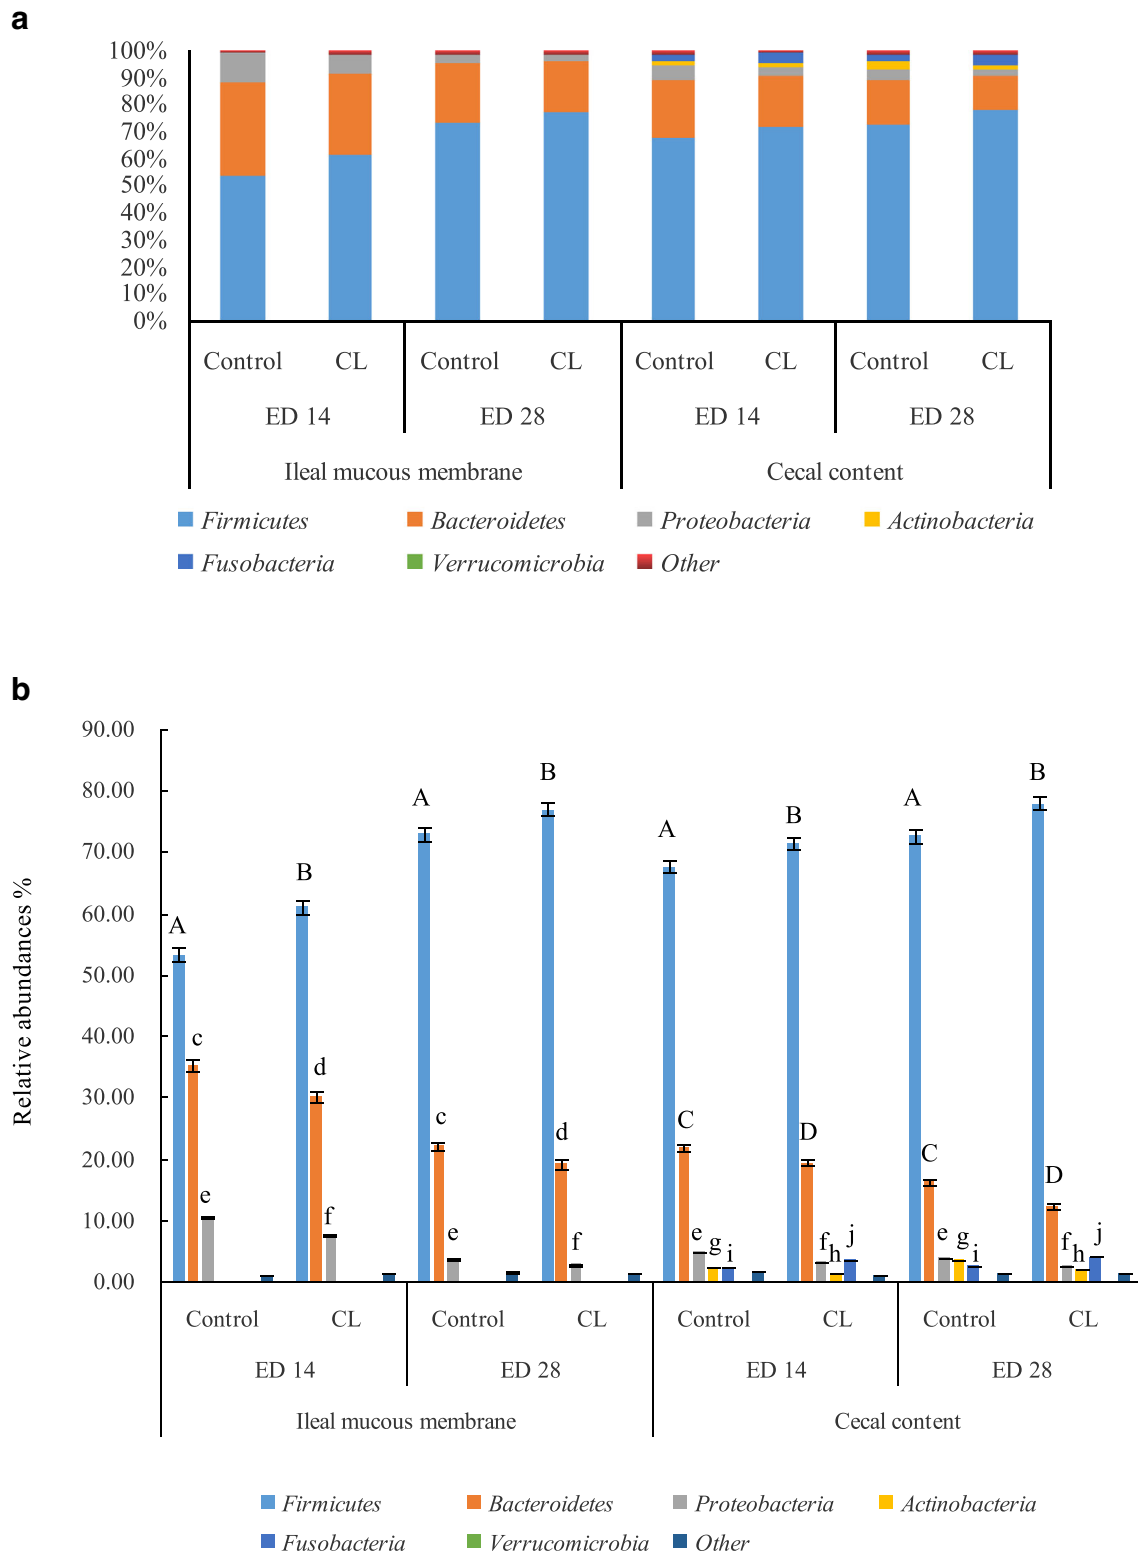 a
100%
90%
80%
70%
60%
50%
40%
30%
20%
10%
0%
Control CL Control CL Control CL Control CL
ED 14 ED 28 ED 14 ED 28
Ileal mucous membrane Cecal content
Firmicutes Bacteroidetes Proteobacteria Actinobacteria
Fusobacteria Verrucomicrobia Other
b
Relative abundances %
90.00
80.00
70.00
60.00
50.00
40.00
30.00
20.00
10.00
0.00
A c e B d f A c e B d f A C e g i B D f h j A C e g i B D f h j
Control CL Control CL Control CL Control CL
ED 14 ED 28 ED 14 ED 28
Ileal mucous membrane Cecal content
Firmicutes Bacteroidetes Proteobacteria Actinobacteria
Fusobacteria Verrucomicrobia Other